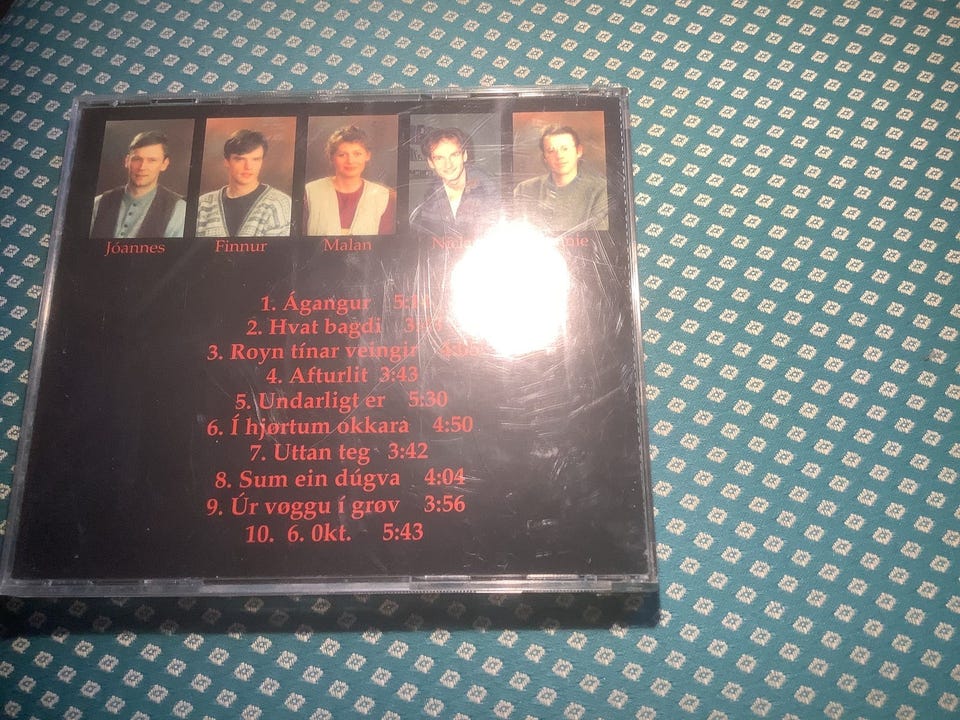 Jóannes Finnur Malan
1. Ágangur
2. Hvat bagdi
3. Royn tínar veingir
4. Afturlit 3:43
5. Undarligt er 5:30
6. Í hjørtum okkara 4:50
7. Uttan teg 3:42
8. Sum ein dúgva 4:04
9. Úr vøggu í grøv 3:56
10. 6. Okt. 5:43